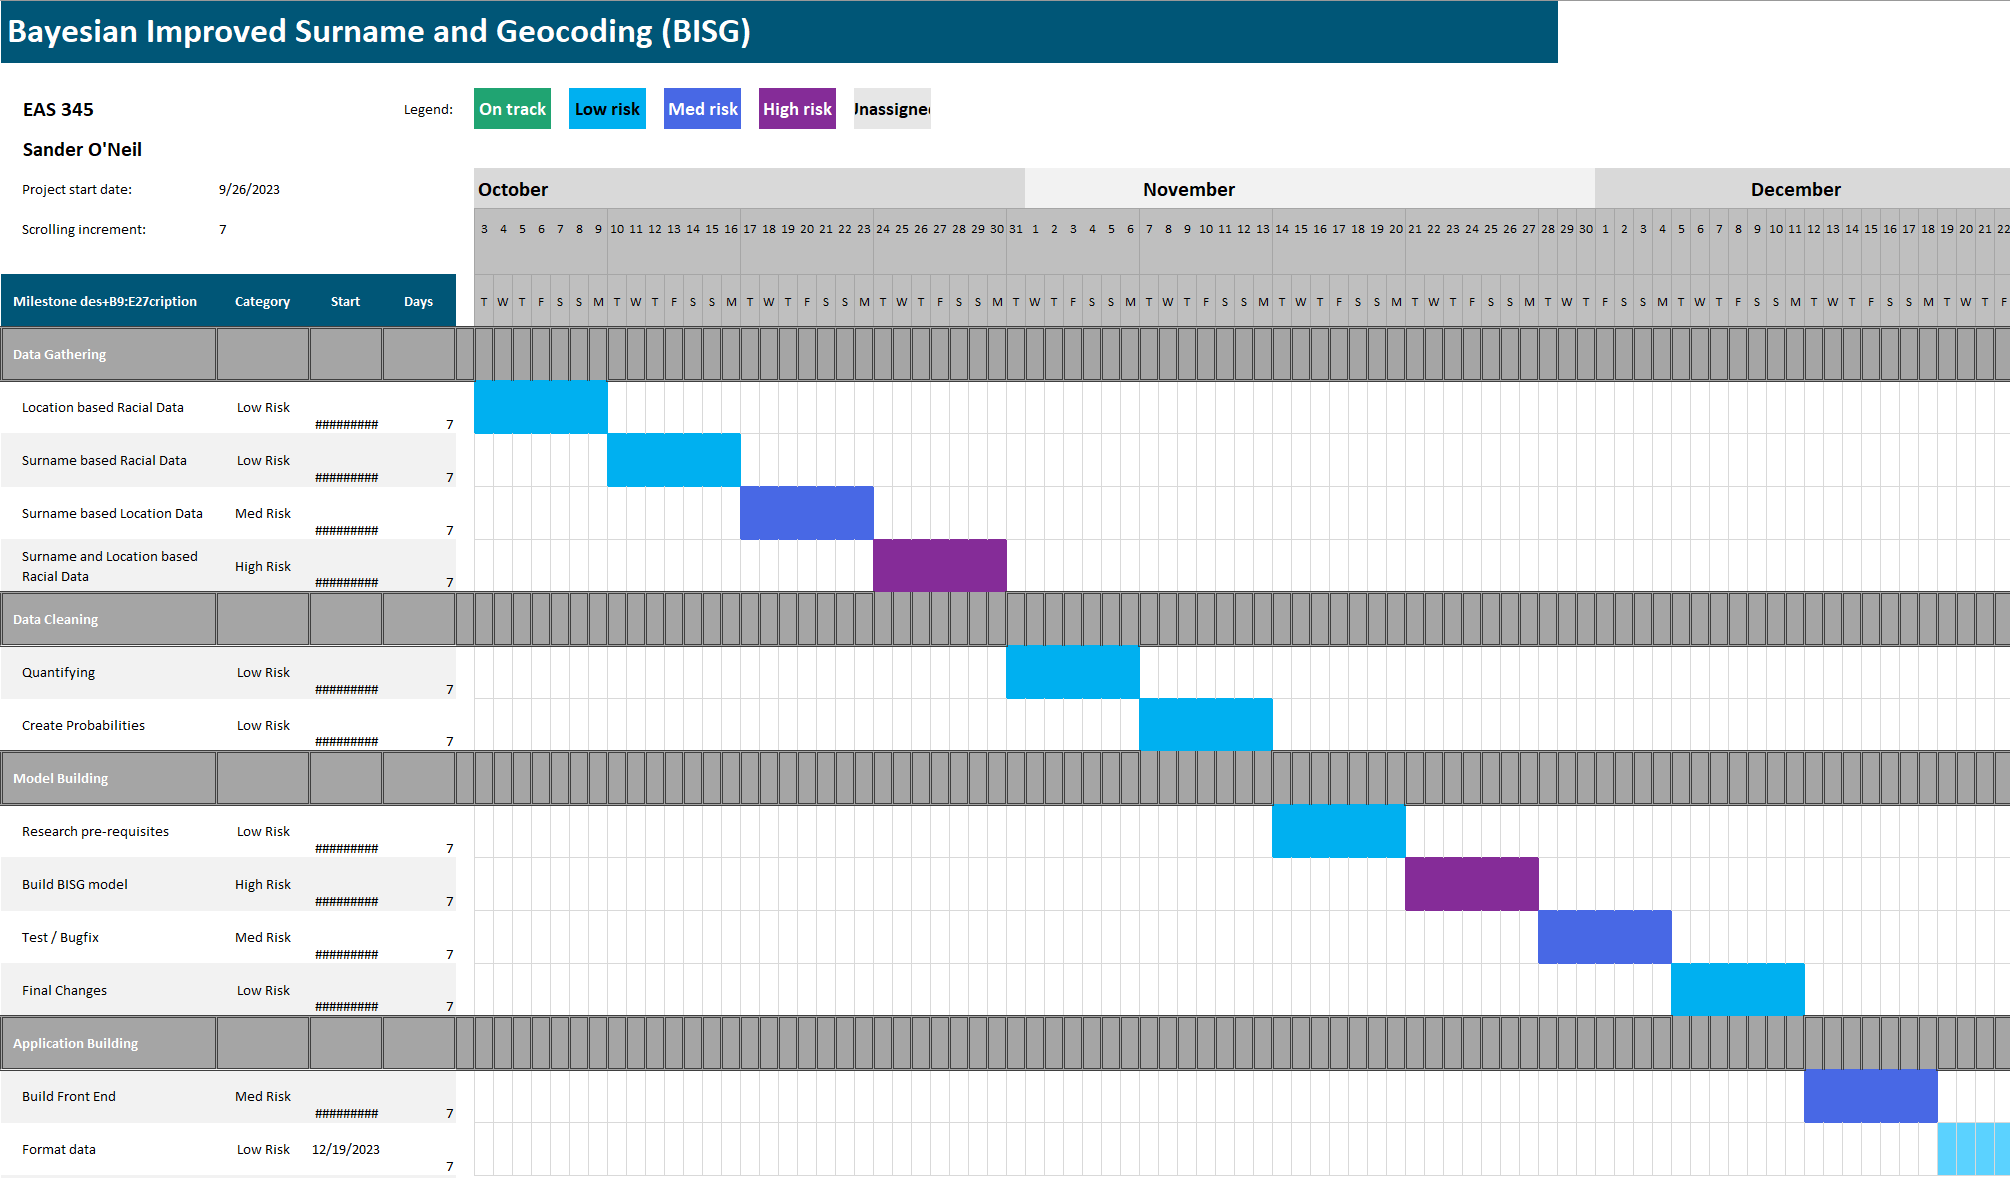 Bayesian Improved Surname and Geocoding (BISG)
EAS 345
Legend:
On track
Low risk
Med risk
High risk
Unassigned
Sander O'Neil
Project start date:
9/26/2023
October
November
December
Scrolling increment:
7
3 4 5 6 7 8 9 10 11 12 13 14 15 16 17 18 19 20 21 22 23 24 25 26 27 28 29 30 31 1 2 3 4 5 6 7 8 9 10 11 12 13 14 15 16 17 18 19 20 21 22 23 24 25 26 27 28 29 30 1 2 3 4 5 6 7 8 9 10 11 12 13 14 15 16 17 18 19 20 21 22
Milestone des+B9:E27cription Category Start Days
T W T F S S M T W T F S S M T W T F S S M T W T F S S M T W T F S S M T W T F S S M T W T F S S M T W T F S S M T W T F S S M T W T F S S M T W T F S S M T W T F
Data Gathering
Location based Racial Data Low Risk ######### 7
Surname based Racial Data Low Risk ######### 7
Surname based Location Data Med Risk ######### 7
Surname and Location based
Racial Data
High Risk ######### 7
Data Cleaning
Quantifying Low Risk ######### 7
Create Probabilities Low Risk ######### 7
Model Building
Research pre-requisites Low Risk ######### 7
Build BISG model High Risk ######### 7
Test / Bugfix Med Risk ######### 7
Final Changes Low Risk ######### 7
Application Building
Build Front End Med Risk ######### 7
Format data Low Risk 12/19/2023 7